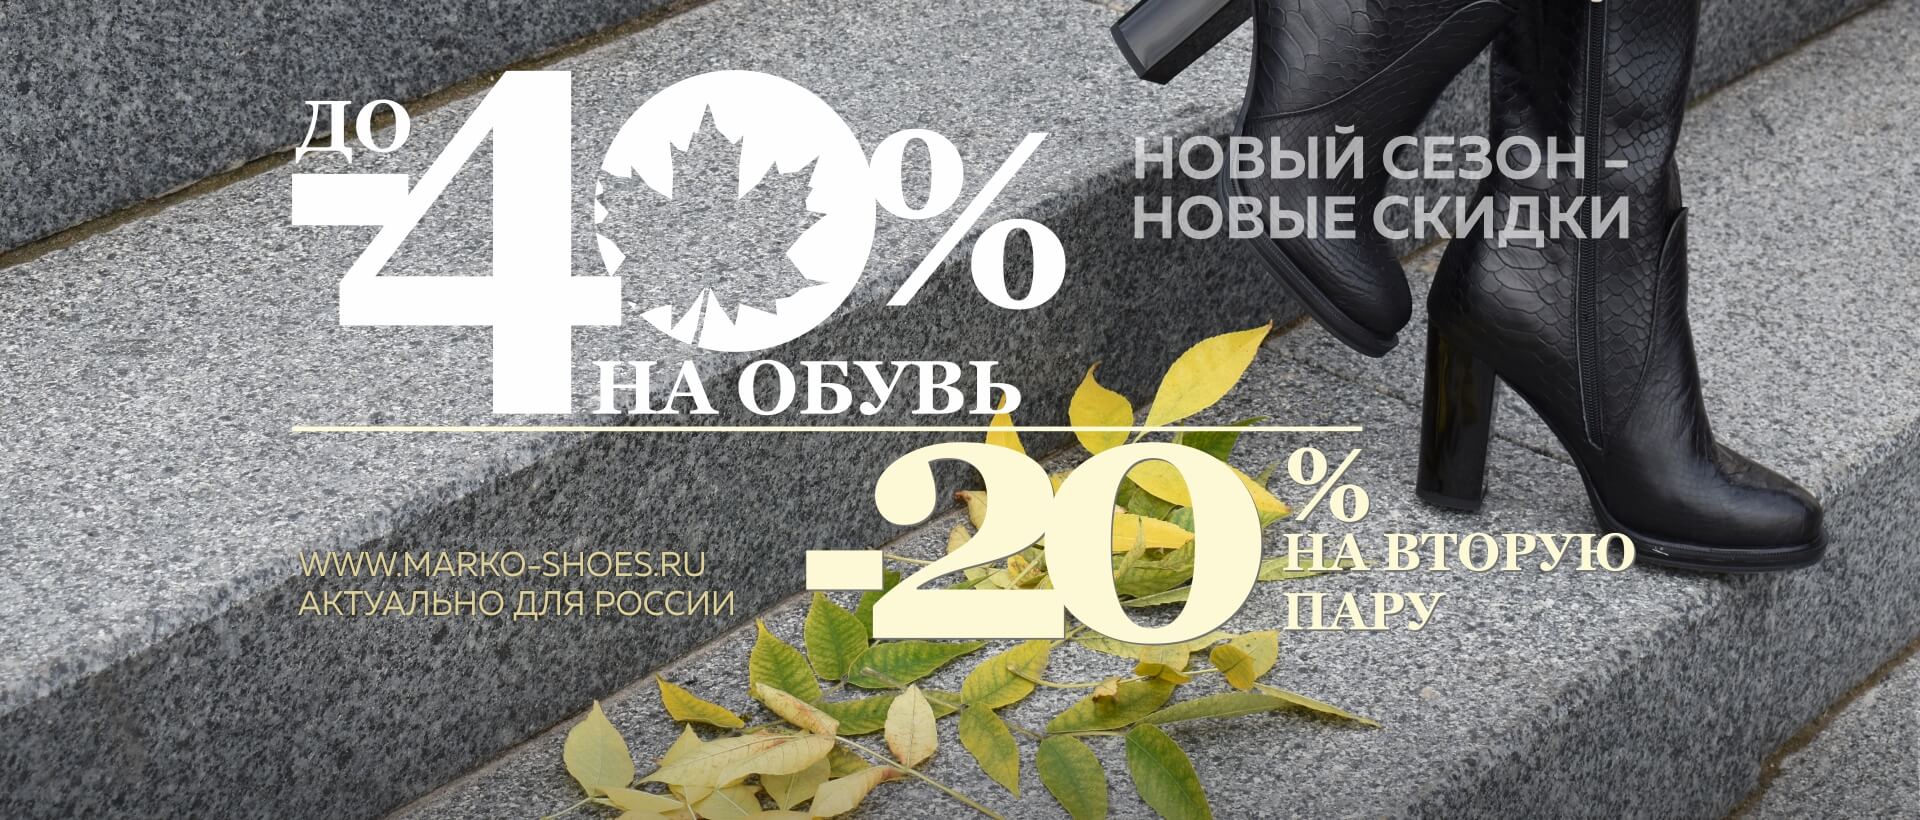 ДО
-40%
НА ОБУВЬ
НОВЫЙ СЕЗОН -
НОВЫЕ СКИДКИ
-20%
НА ВТОРУЮ
ПАРУ
WWW.MARKO-SHOES.RU
АКТУАЛЬНО ДЛЯ РОССИИ